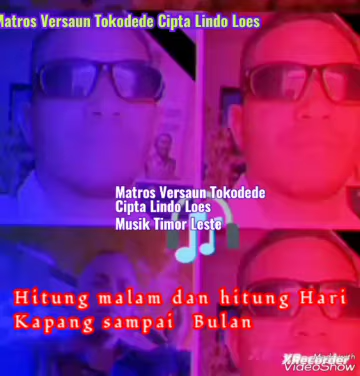 Matros Versaun Tokodede Cipta Lindo Loes
Matros Versaun Tokodede
Cipta Lindo Loes
Musik Timor Leste
Hitung malam dan hitung Hari
Kapang sampai Bulan
XRecorder
VideoShow